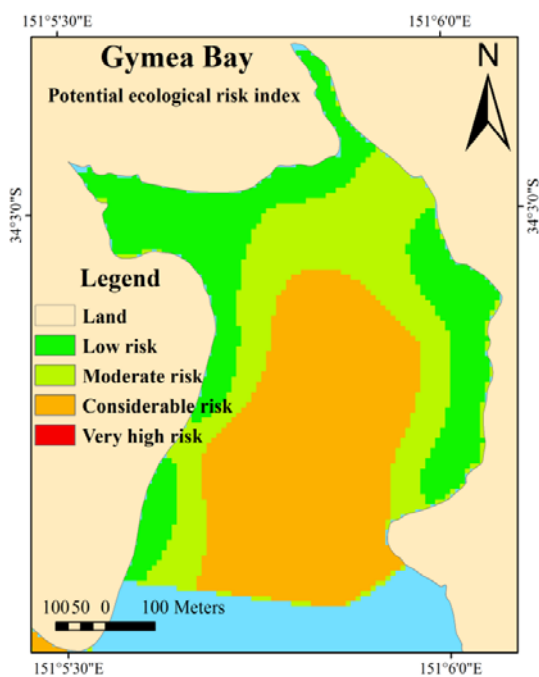 151°5'30"E 151°6'0"E
Gymea Bay
Potential ecological risk index
N
34°3'0"S 34°3'0"S
Legend
Land
Low risk
Moderate risk
Considerable risk
Very high risk
10050 0 100 Meters
151°5'30"E 151°6'0"E